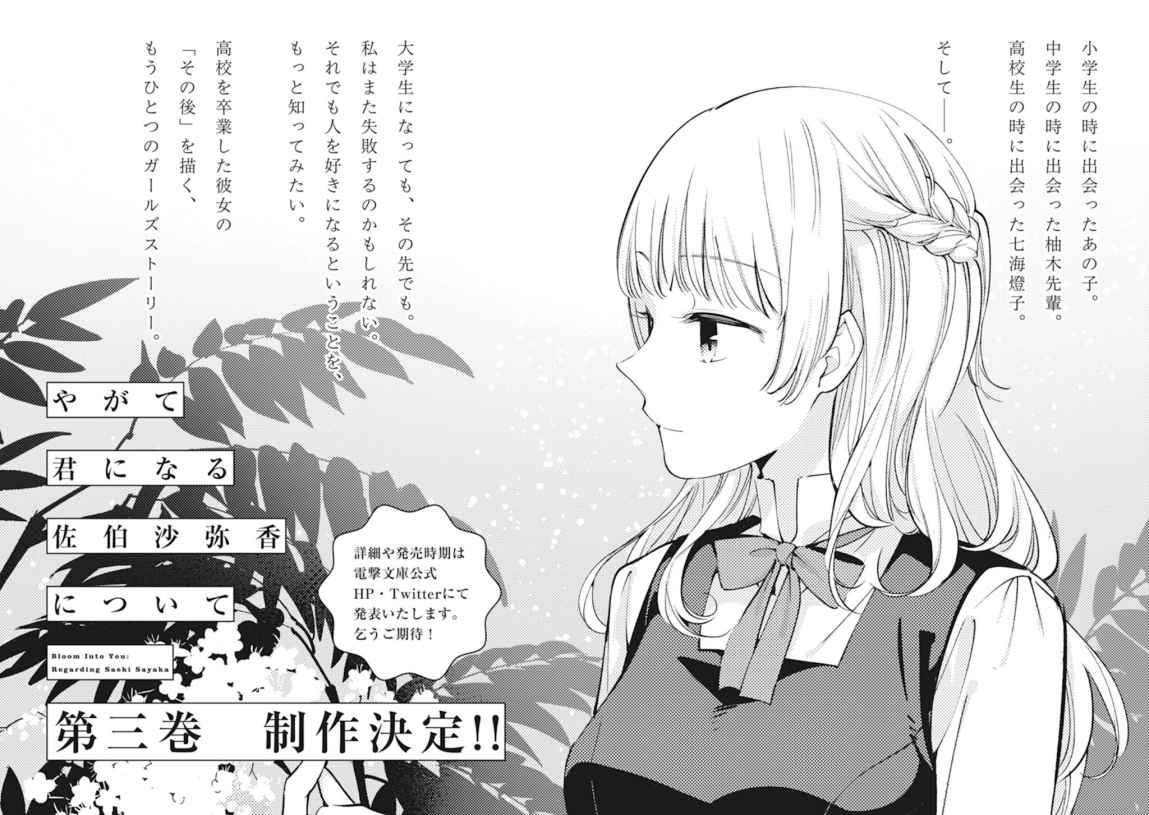 小学生の時に出会ったあの子。
中学生の時に出会った柚木先輩。
高校生の時に出会った七海燈子。
そして――。
大学生になっても、その先でも。
私はまた失敗するのかもしれない。
それでも人を好きになるということを、
もっと知ってみたい。
高校を卒業した彼女の
「その後」を描く、
もうひとつのガールズストーリー。
やがて
君になる
佐伯沙弥香
について
Bloom Into You:
Regarding Saeki Sayaka
第三巻　制作決定!!
詳細や発売時期は
電撃文庫公式
HP・Twitterにて
発表いたします。
乞うご期待！